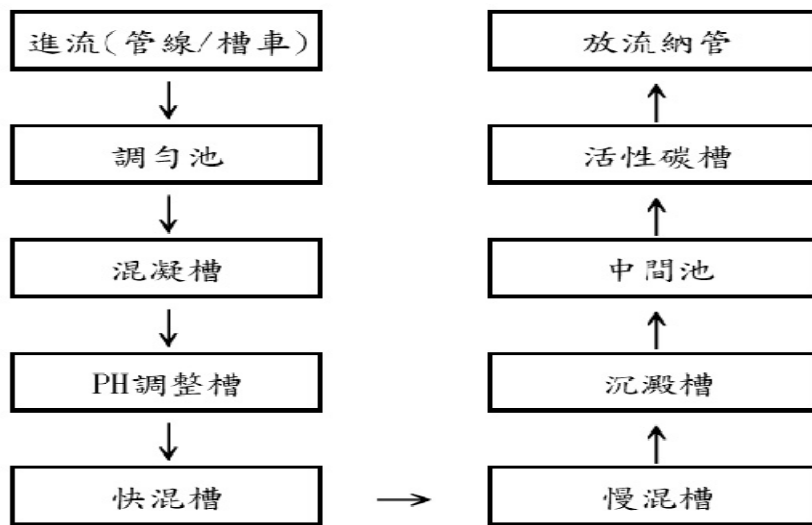 進流(管線/槽車)
調勻池
混凝槽
PH調整槽
快混槽
慢混槽
沉澱槽
中間池
活性碳槽
放流納管